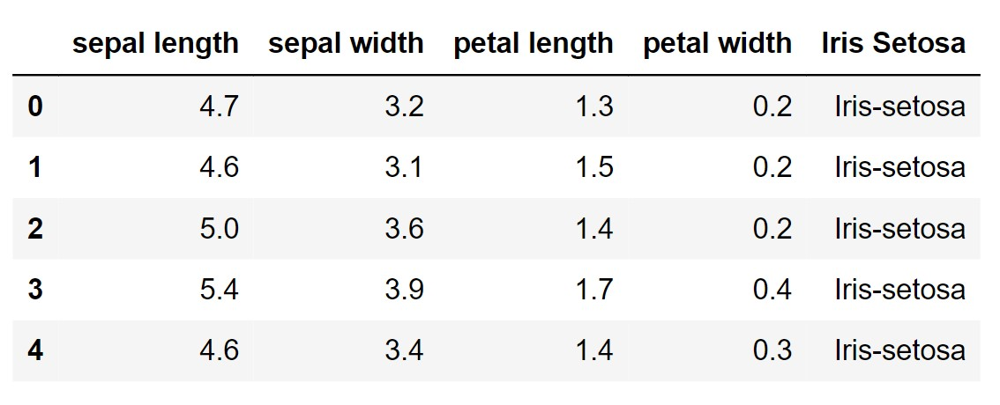 sepal length sepal width petal length petal width Iris Setosa
0 4.7 3.2 1.3 0.2 Iris-setosa
1 4.6 3.1 1.5 0.2 Iris-setosa
2 5.0 3.6 1.4 0.2 Iris-setosa
3 5.4 3.9 1.7 0.4 Iris-setosa
4 4.6 3.4 1.4 0.3 Iris-setosa